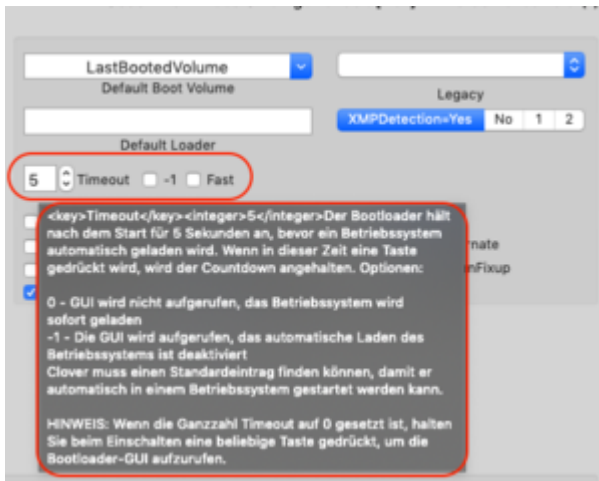 LastBootedVolume
Default Boot Volume
Legacy
XMPDetection=Yes No 1 2
Default Loader
5 Timeout -1 Fast
<key>Timeout</key><integer>5</integer>Der Bootloader hält
nach dem Start für 5 Sekunden an, bevor ein Betriebssystem
automatisch geladen wird. Wenn in dieser Zeit eine Taste
gedrückt wird, wird der Countdown angehalten. Optionen:
0 - GUI wird nicht aufgerufen, das Betriebssystem wird
sofort geladen
-1 - Die GUI wird aufgerufen, das automatische Laden des
Betriebssystems ist deaktiviert
Clover muss einen Standardeintrag finden können, damit er
automatisch in einem Betriebssystem gestartet werden kann.
HINWEIS: Wenn die Ganzzahl Timeout auf 0 gesetzt ist, halten
Sie beim Einschalten eine beliebige Taste gedrückt, um die
Bootloader-GUI aufzurufen.
rnate
nFixup